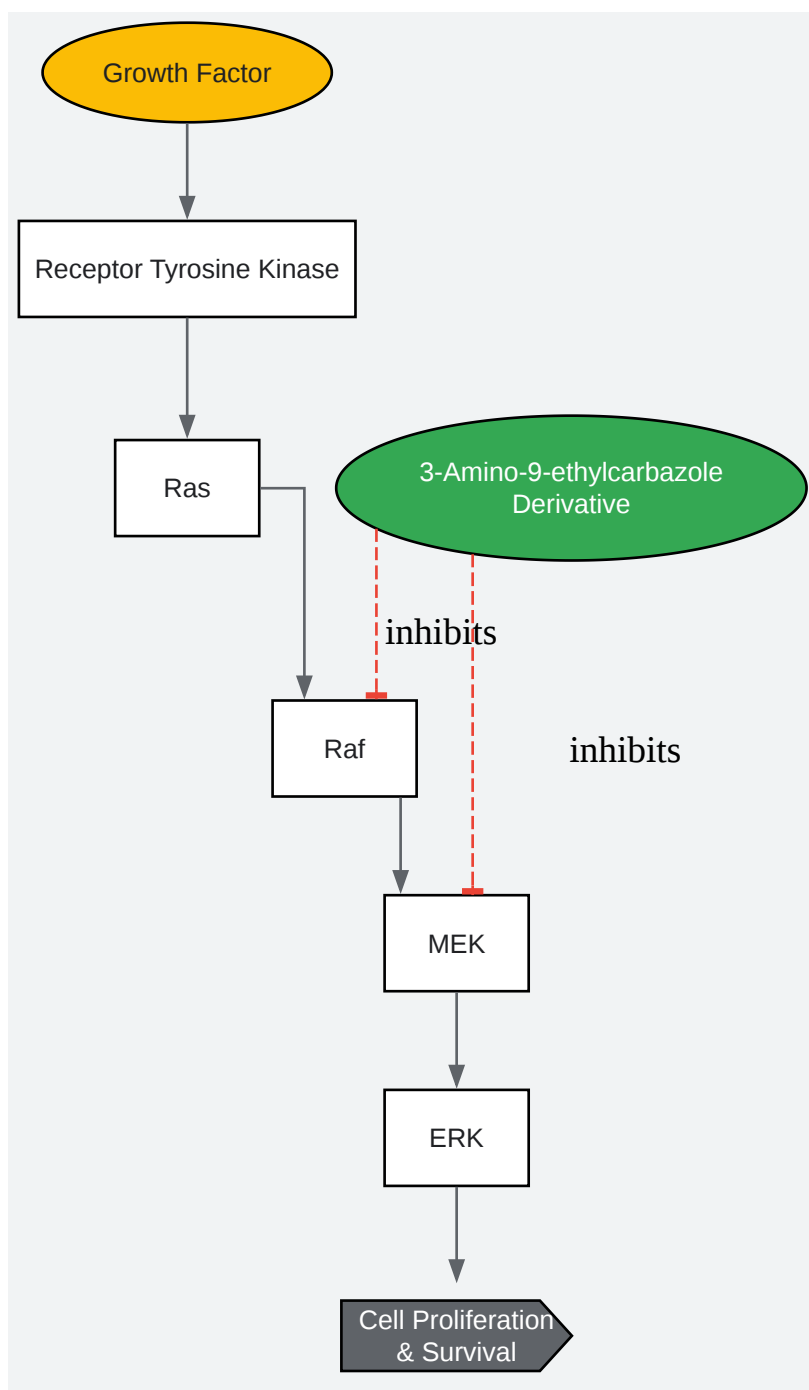 Growth Factor
Receptor Tyrosine Kinase
3-Amino-9-ethylcarbazole
Derivative
Ras
inhibits
Raf
inhibits
MEK
ERK
Cell Proliferation
& Survival